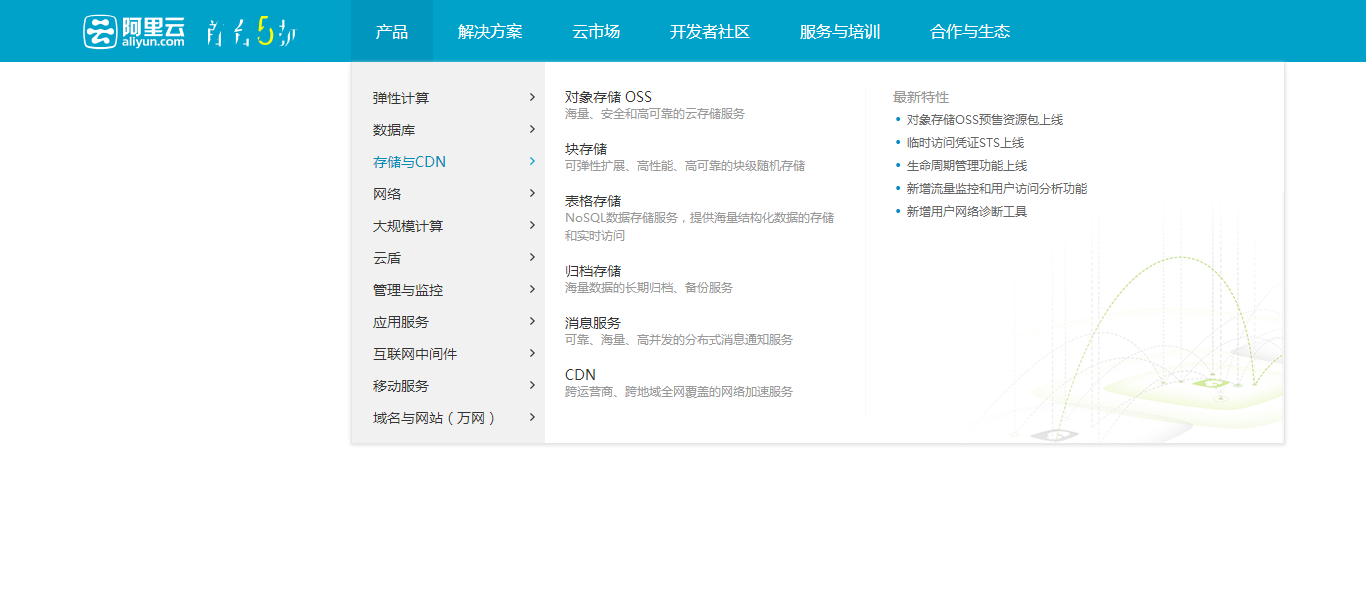 阿里云
aliyun.com
5
产品 解决方案 云市场 开发者社区 服务与培训 合作与生态
弹性计算
数据库
存储与CDN
网络
大规模计算
云盾
管理与监控
应用服务
互联网中间件
移动服务
域名与网站（万网）
对象存储 OSS
海量、安全和高可靠的云存储服务
块存储
可弹性扩展、高性能、高可靠的块级随机存储
表格存储
NoSQL数据存储服务，提供海量结构化数据的存储
和实时访问
归档存储
海量数据的长期归档、备份服务
消息服务
可靠、海量、高并发的分布式消息通知服务
CDN
跨运营商、跨地域全网覆盖的网络加速服务
最新特性
• 对象存储OSS预售资源包上线
• 临时访问凭证STS上线
• 生命周期管理功能上线
• 新增流量监控和用户访问分析功能
• 新增用户网络诊断工具